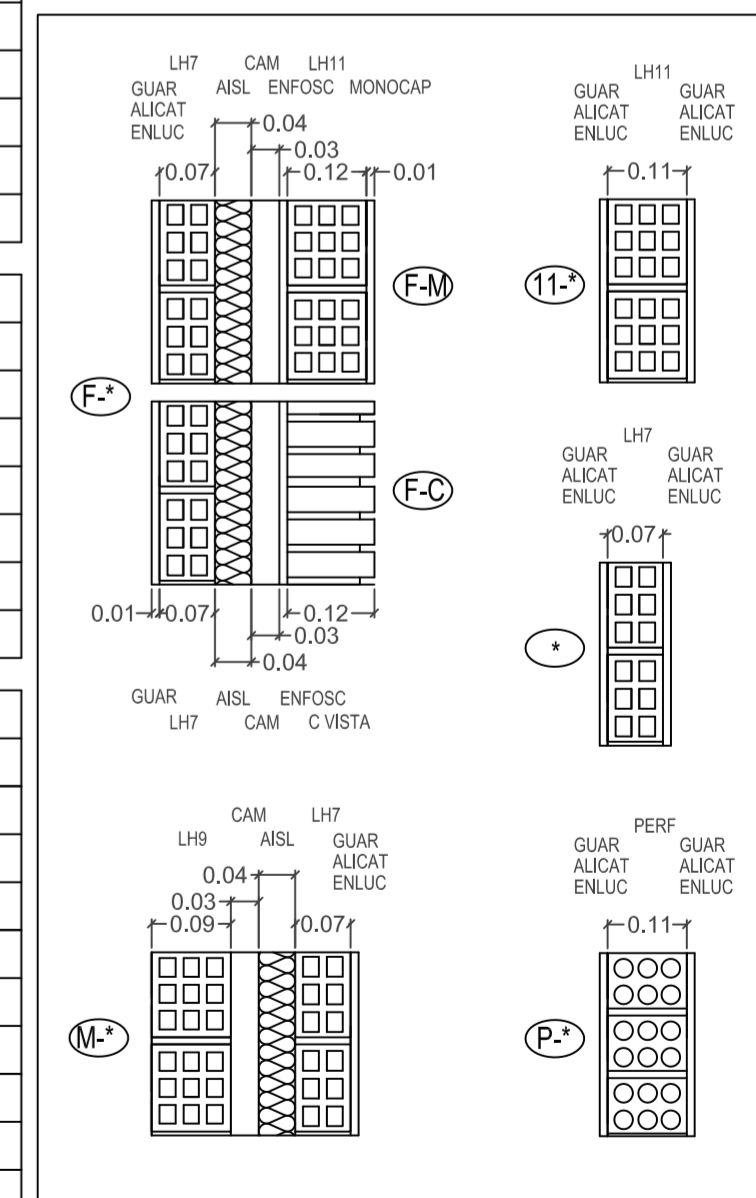 LH7 CAM LH11
GUAR AISL ENFOSC MONOCAP
ALICAT
ENLUC
0.04
0.03
0.07 0.12 0.01
F-M
F-*
F-C
0.01 0.07 0.12
0.03
0.04
GUAR AISL ENFOSC
LH7 CAM C VISTA
LH11
GUAR GUAR
ALICAT ALICAT
ENLUC ENLUC
0.11
11-*
LH7
GUAR GUAR
ALICAT ALICAT
ENLUC ENLUC
0.07
*
CAM LH7
LH9 AISL GUAR
ALICAT
ENLUC
0.04
0.03
0.09 0.07
M-*
PERF
GUAR GUAR
ALICAT ALICAT
ENLUC ENLUC
0.11
P-*